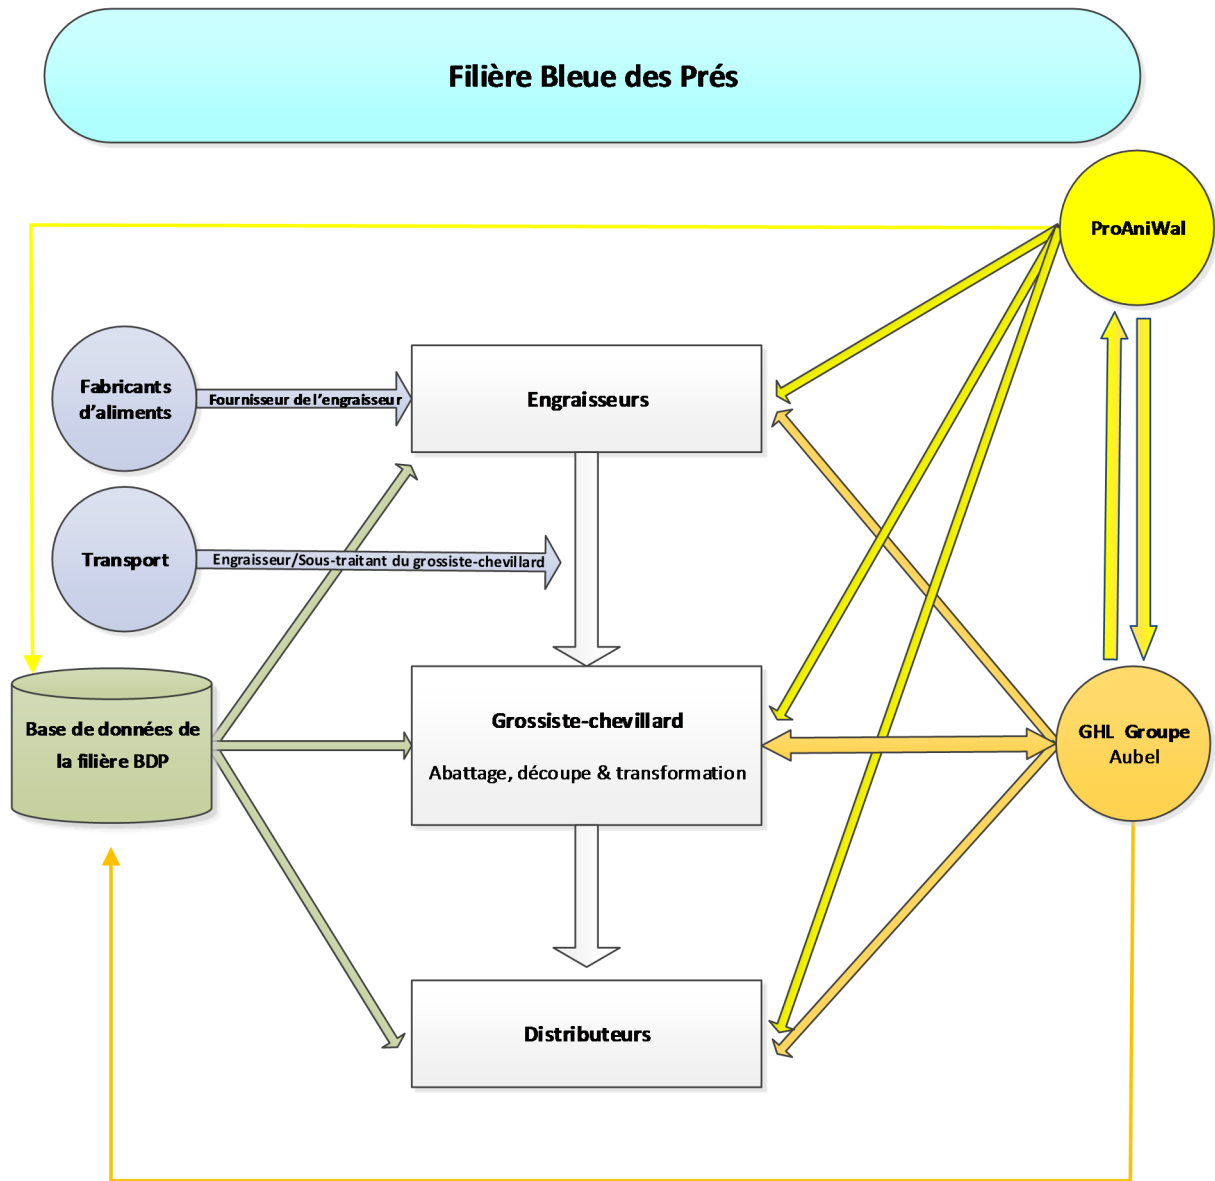 Filière Bleue des Prés
ProAniWal
Fabricants
d'aliments
Fournisseur de l'engraisseur
Engraisseurs
Transport
Engraisseur/Sous-traitant du grossiste-chevillard
Base de données de
la filière BDP
Grossiste-chevillard
Abattage, découpe & transformation
GHL Groupe
Aubel
Distributeurs